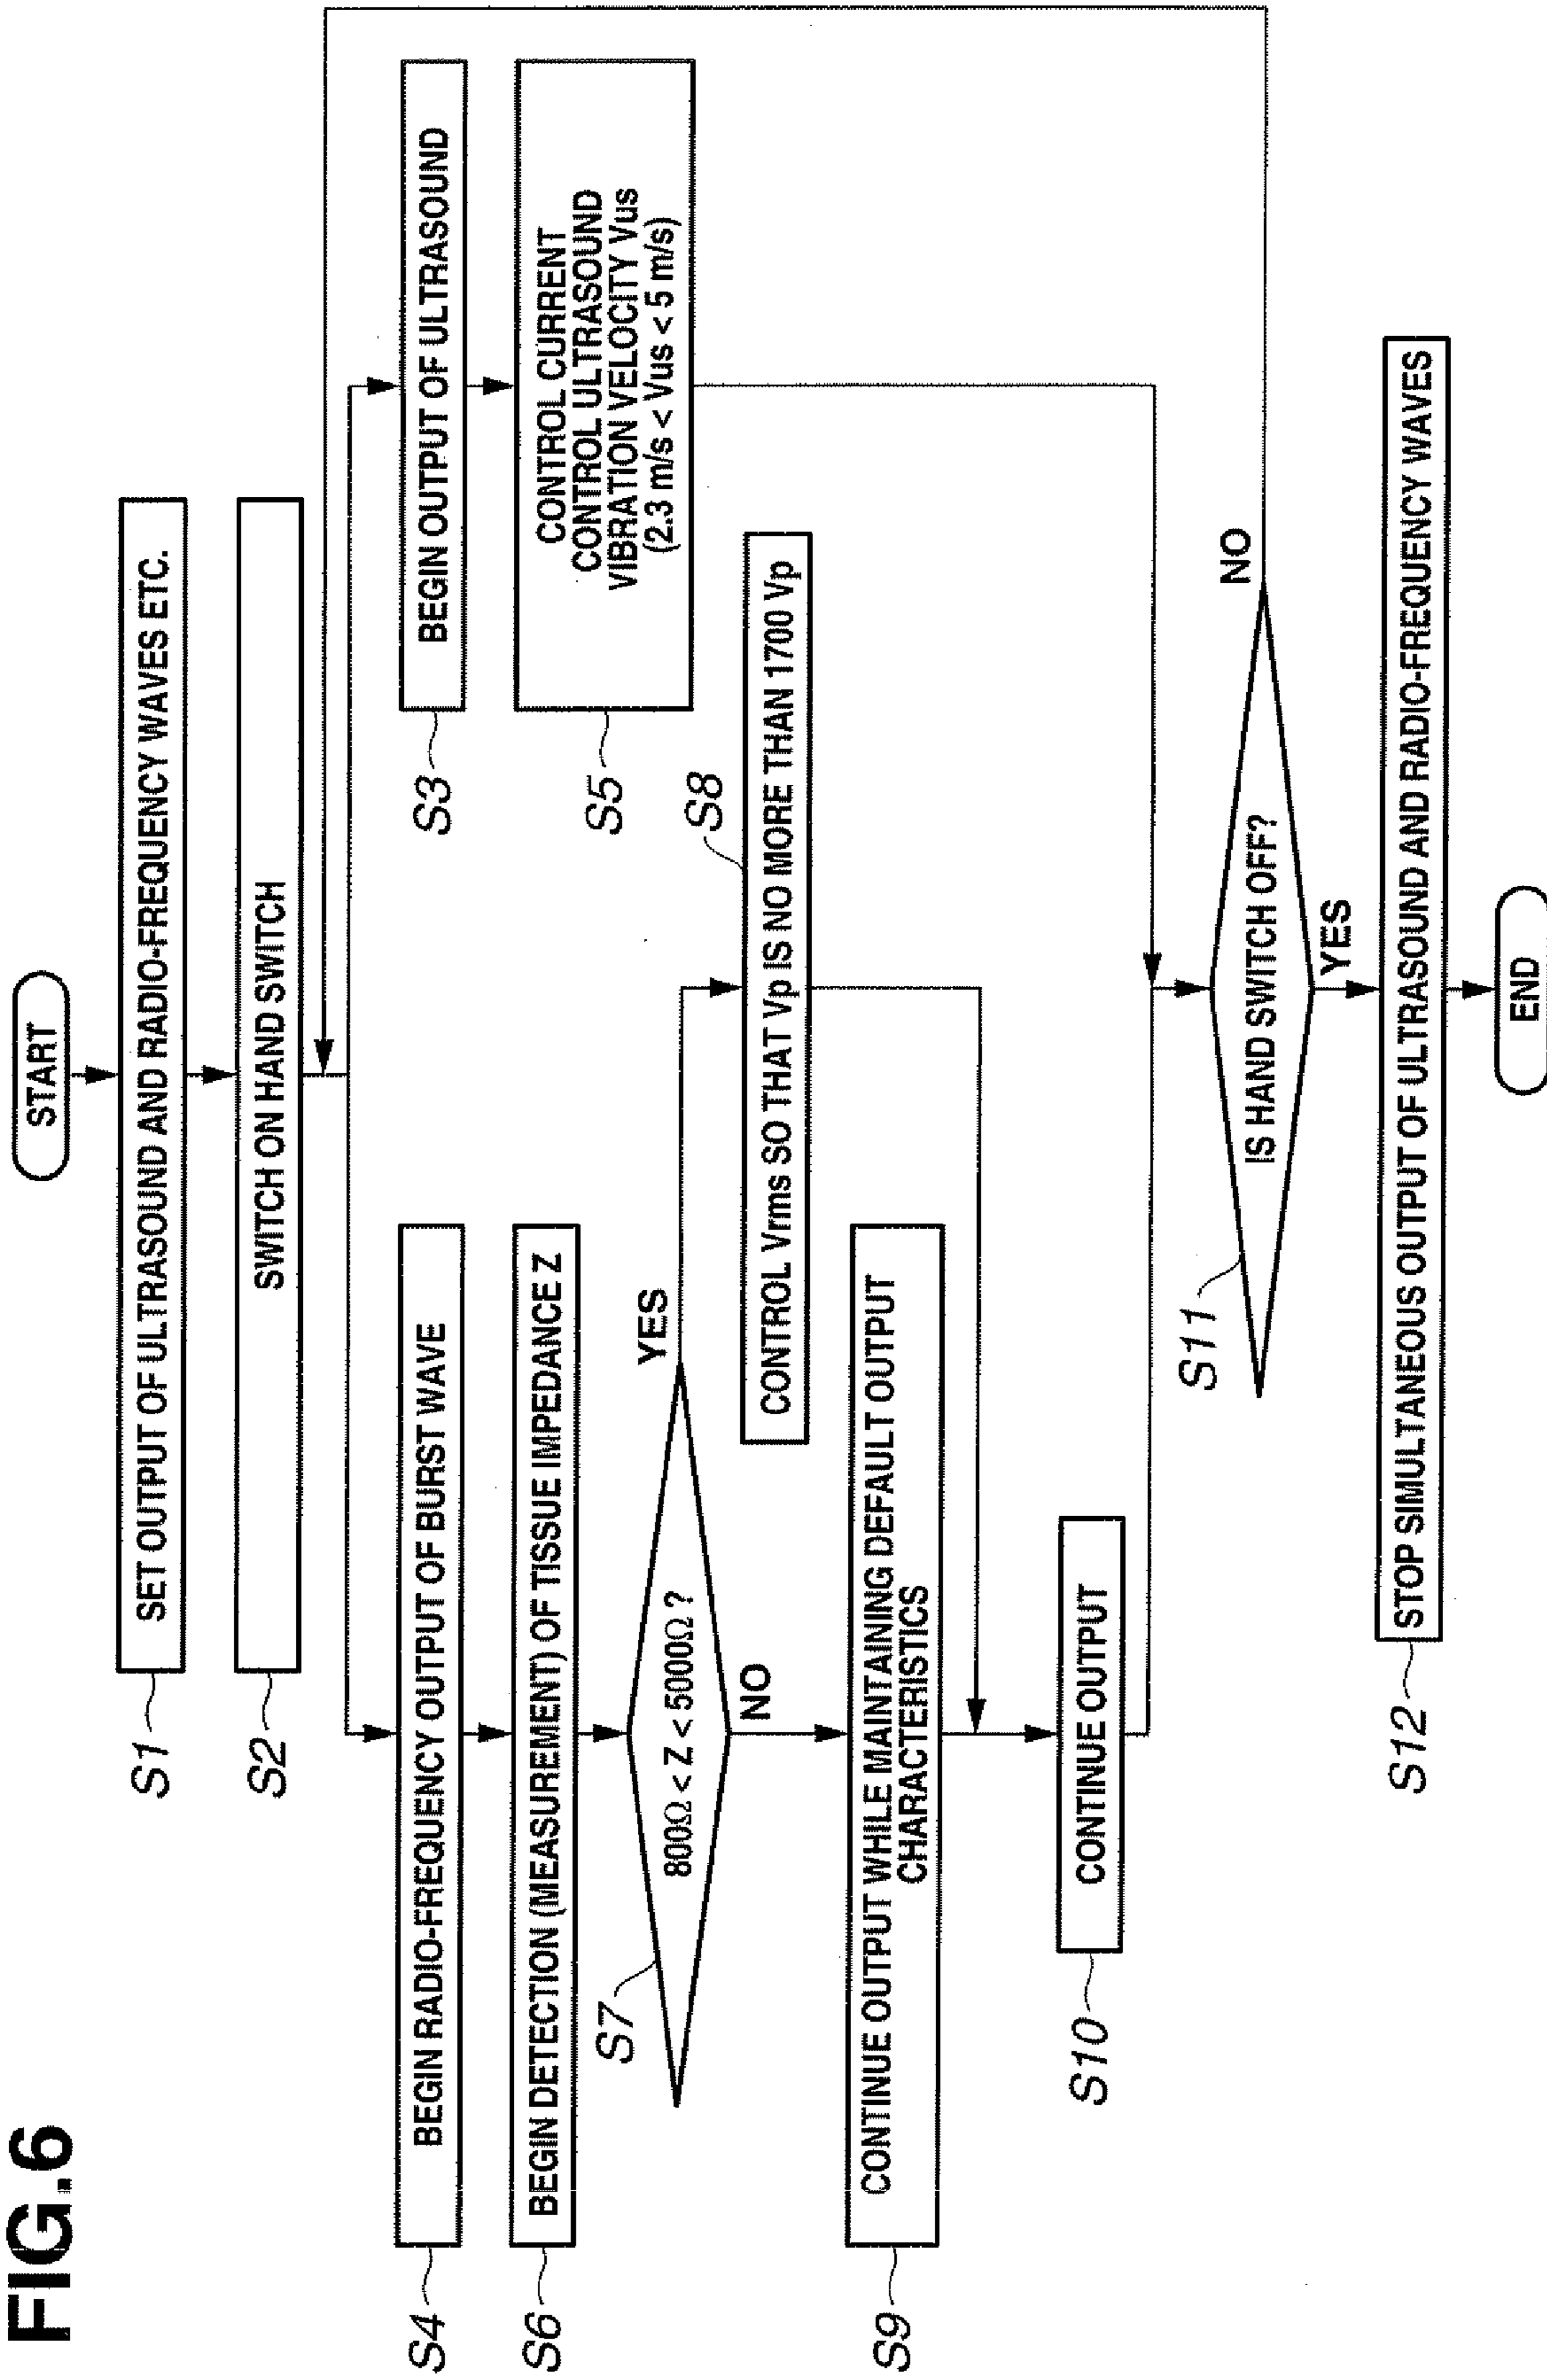 FIG.6
START
S1
SET OUTPUT OF ULTRASOUND AND RADIO-FREQUENCY WAVES ETC.
S2
SWITCH ON HAND SWITCH
S4
BEGIN RADIO-FREQUENCY OUTPUT OF BURST WAVE
S3
BEGIN OUTPUT OF ULTRASOUND
S6
BEGIN DETECTION (MEASUREMENT) OF TISSUE IMPEDANCE Z
S5
CONTROL CURRENT
CONTROL ULTRASOUND
VIBRATION VELOCITY Vus
(2.3 m/s < Vus < 5 m/s)
S7
800Ω < Z < 5000Ω ?
YES
NO
S8
CONTROL Vrms SO THAT Vp IS NO MORE THAN 1700 Vp
S9
CONTINUE OUTPUT WHILE MAINTAINING DEFAULT OUTPUT
CHARACTERISTICS
S10
CONTINUE OUTPUT
S11
IS HAND SWITCH OFF?
NO
YES
S12
STOP SIMULTANEOUS OUTPUT OF ULTRASOUND AND RADIO-FREQUENCY WAVES
END